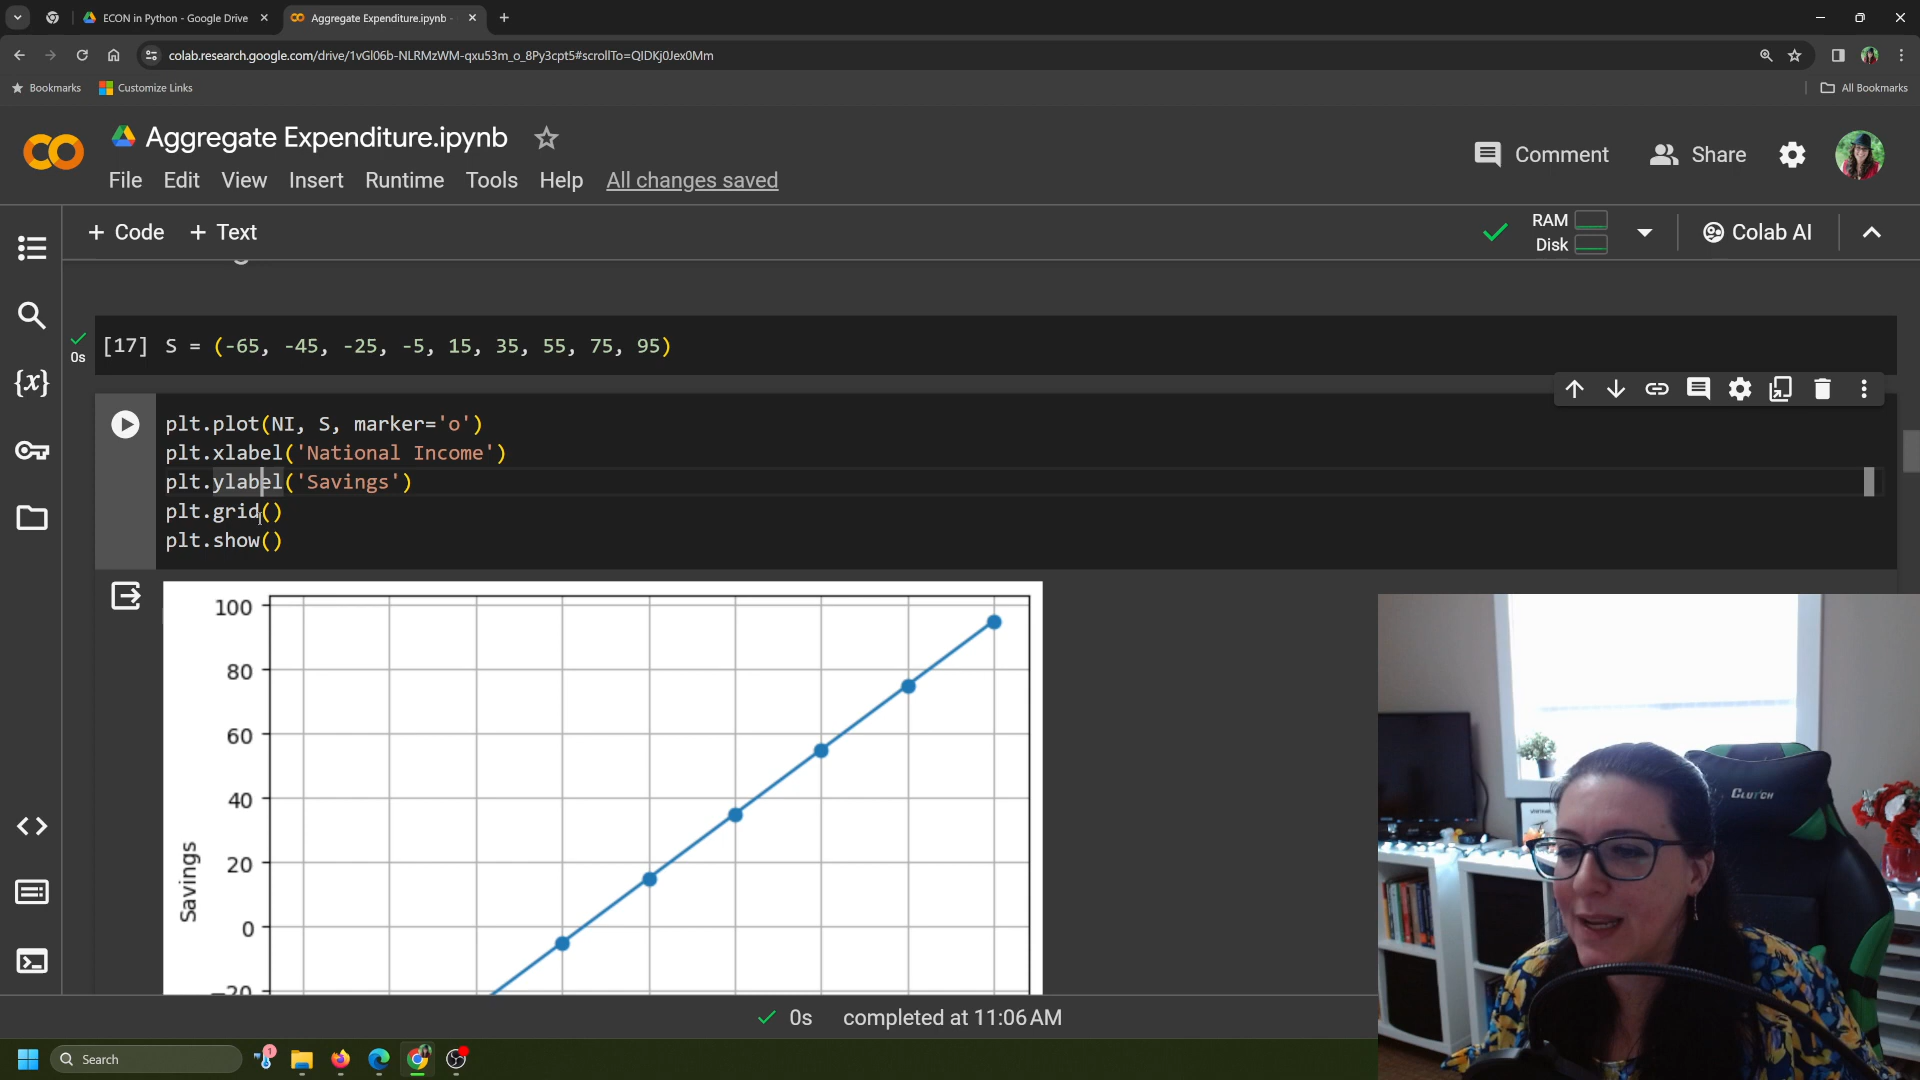 ECON in Python - Google Drive
Aggregate Expenditure.ipynb -
colab.research.google.com/drive/1vGl06b-NLRMzWM-qxu53m_o_8Py3cpt5#scrollTo=QIDKj0Jex0Mm
Bookmarks
Customize Links
All Bookmarks
CO
Aggregate Expenditure.ipynb
Comment
Share
File Edit View Insert Runtime Tools Help All changes saved
+ Code + Text
RAM
Disk
Colab AI
[17] S = (-65, -45, -25, -5, 15, 35, 55, 75, 95)
0s
{x}
plt.plot(NI, S, marker='o')
plt.xlabel('National Income')
plt.ylabel('Savings')
plt.grid()
plt.show()
100
80
60
40
20
0
-20
Savings
CLUTCH
0s completed at 11:06 AM
Search
1